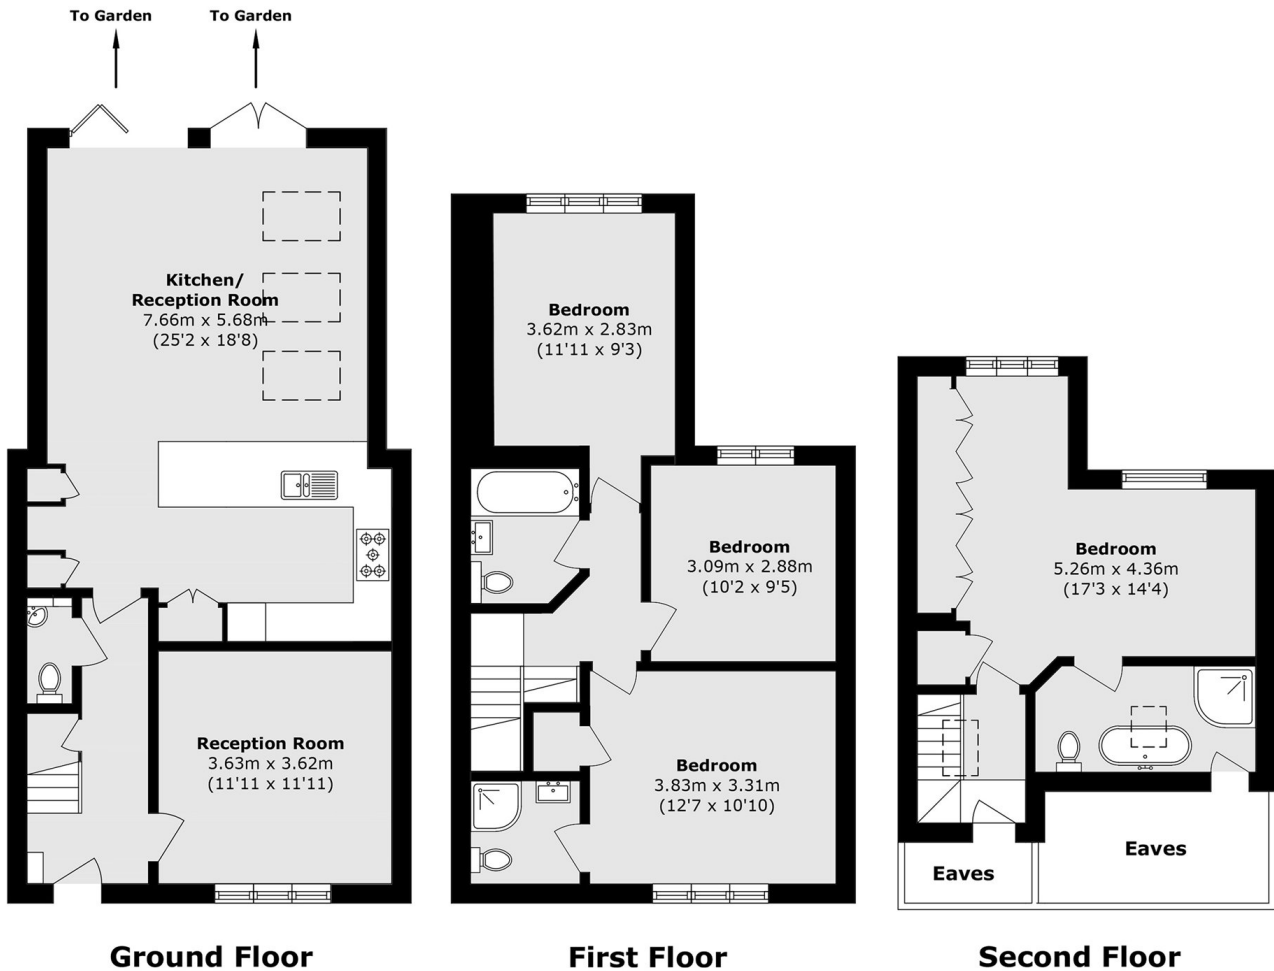 To Garden
To Garden
Kitchen/
Reception Room
7.66m x 5.68m
(25'2 x 18'8)
Reception Room
3.63m x 3.62m
(11'11 x 11'11)
Ground Floor
Bedroom
3.62m x 2.83m
(11'11 x 9'3)
Bedroom
3.09m x 2.88m
(10'2 x 9'5)
Bedroom
3.83m x 3.31m
(12'7 x 10'10)
First Floor
Bedroom
5.26m x 4.36m
(17'3 x 14'4)
Eaves
Eaves
Second Floor